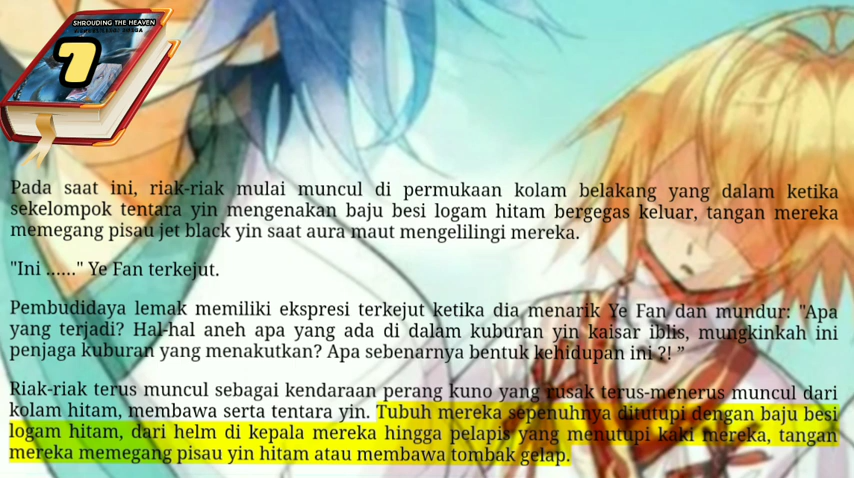 SHROUDING THE HEAVEN
7
Pada saat ini, riak-riak mulai muncul di permukaan kolam belakang yang dalam ketika
sekelompok tentara yin mengenakan baju besi logam hitam bergegas keluar, tangan mereka
memegang pisau jet black yin saat aura maut mengelilingi mereka.
"Ini ......" Ye Fan terkejut.
Pembudidaya lemak memiliki ekspresi terkejut ketika dia menarik Ye Fan dan mundur: "Apa
yang terjadi? Hal-hal aneh apa yang ada di dalam kuburan yin kaisar iblis, mungkinkah ini
penjaga kuburan yang menakutkan? Apa sebenarnya bentuk kehidupan ini ?! ”
Riak-riak terus muncul sebagai kendaraan perang kuno yang rusak terus-menerus muncul dari
kolam hitam, membawa serta tentara yin. Tubuh mereka sepenuhnya ditutupi dengan baju besi
logam hitam, dari helm di kepala mereka hingga pelapis yang menutupi kaki mereka, tangan
mereka memegang pisau yin hitam atau membawa tombak gelap.